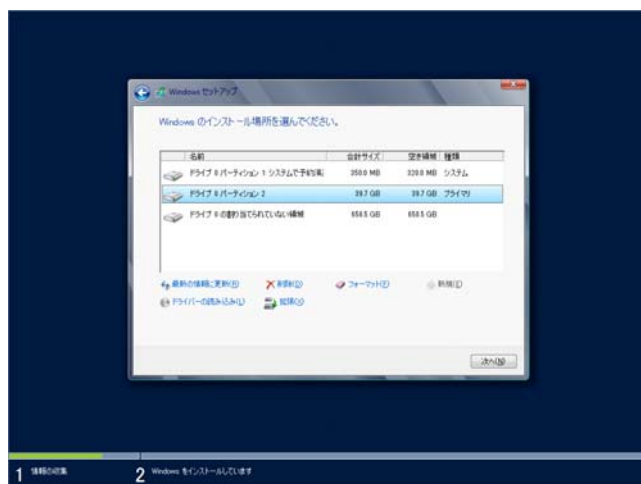 Windows セットアップ
Windows のインストール場所を選んでください。
名前 合計サイズ 空き領域 種類
ドライブ 0 パーティション 1: システムで予約済 350.0 MB 320.0 MB システム
ドライブ 0 パーティション 2 39.7 GB 39.7 GB プライマリ
ドライブ 0 の割り当てられていない領域 658.5 GB 658.5 GB
最新の情報に更新(R) 削除(D) フォーマット(F) 新規(E)
ドライバーの読み込み(L) 拡張(X)
次へ(N)
1 情報の収集 2 Windows をインストールしています